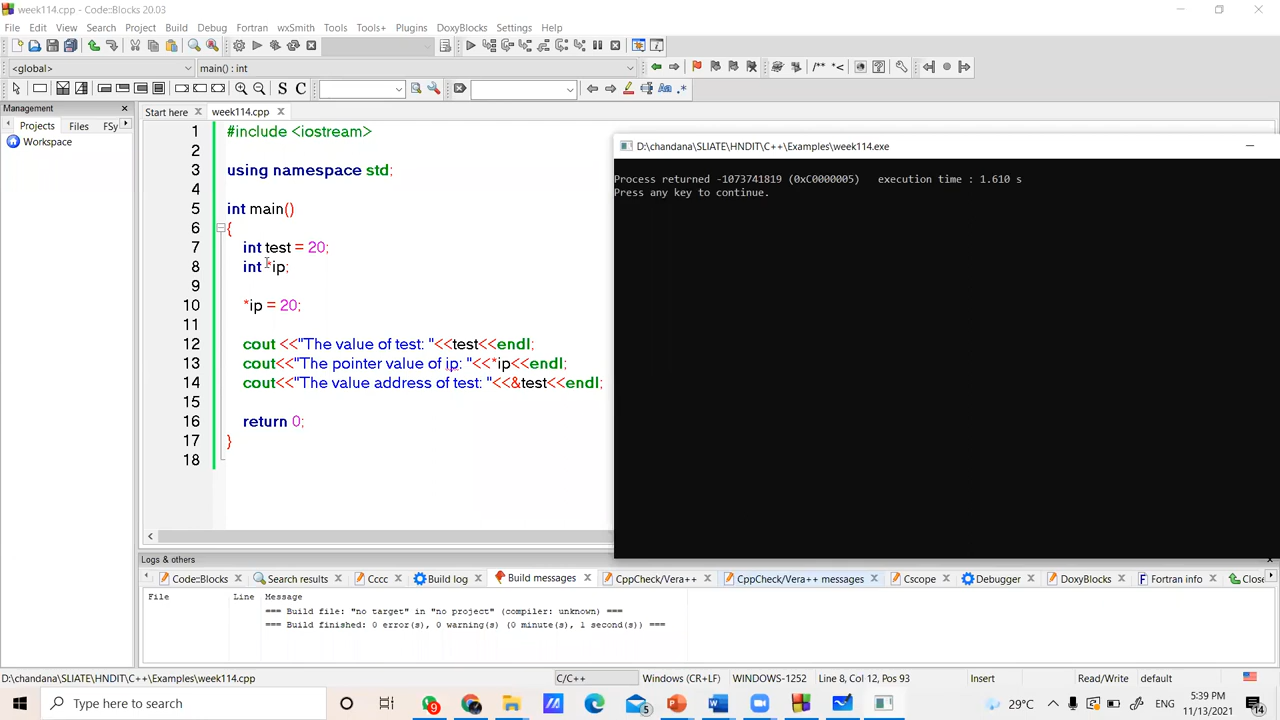 week114.cpp - Code::Blocks 20.03
File Edit View Search Project Build Debug Fortran wxSmith Tools Tools+ Plugins DoxyBlocks Settings Help
<global> main() : int
/** *<
S C Aa .*
Management
Projects Files FSy
Workspace
Start here week114.cpp
1 #include <iostream>
2
3 using namespace std;
4
5 int main()
6 {
7 int test = 20;
8 int *ip;
9
10 *ip = 20;
11
12 cout <<"The value of test: "<<test<<endl;
13 cout<<"The pointer value of ip: "<<*ip<<endl;
14 cout<<"The value address of test: "<<&test<<endl;
15
16 return 0;
17 }
18
D:\chandana\SLIATE\HNDIT\C++\Examples\week114.exe
Process returned -1073741819 (0xC0000005) execution time : 1.610 s
Press any key to continue.
Logs & others
Code::Blocks Search results Cccc Build log Build messages CppCheck/Vera++ CppCheck/Vera++ messages Cscope Debugger DoxyBlocks Fortran info Close
File Line Message
=== Build file: "no target" in "no project" (compiler: unknown) ===
=== Build finished: 0 error(s), 0 warning(s) (0 minute(s), 1 second(s)) ===
D:\chandana\SLIATE\HNDIT\C++\Examples\week114.cpp C/C++ Windows (CR+LF) WINDOWS-1252 Line 8, Col 12, Pos 93 Insert Read/Write default
Type here to search
9
5
29°C
5:39 PM
ENG
11/13/2021
14